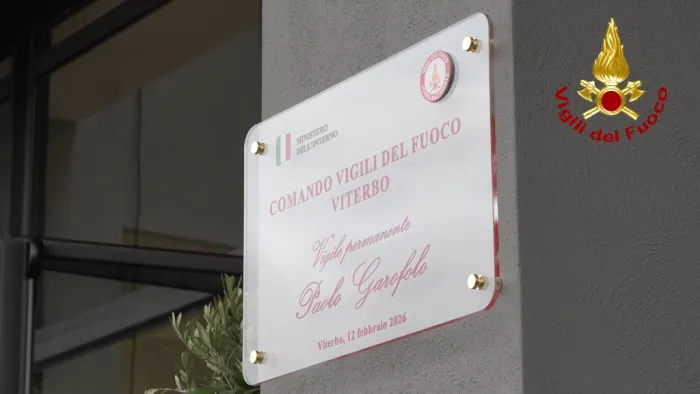 MINISTERO
DELL'INTERNO
COMANDO VIGILI DEL FUOCO
VITERBO
Vigile permanente
Paolo Garofolo
Viterbo, 12 febbraio 2026
Vigili del Fuoco